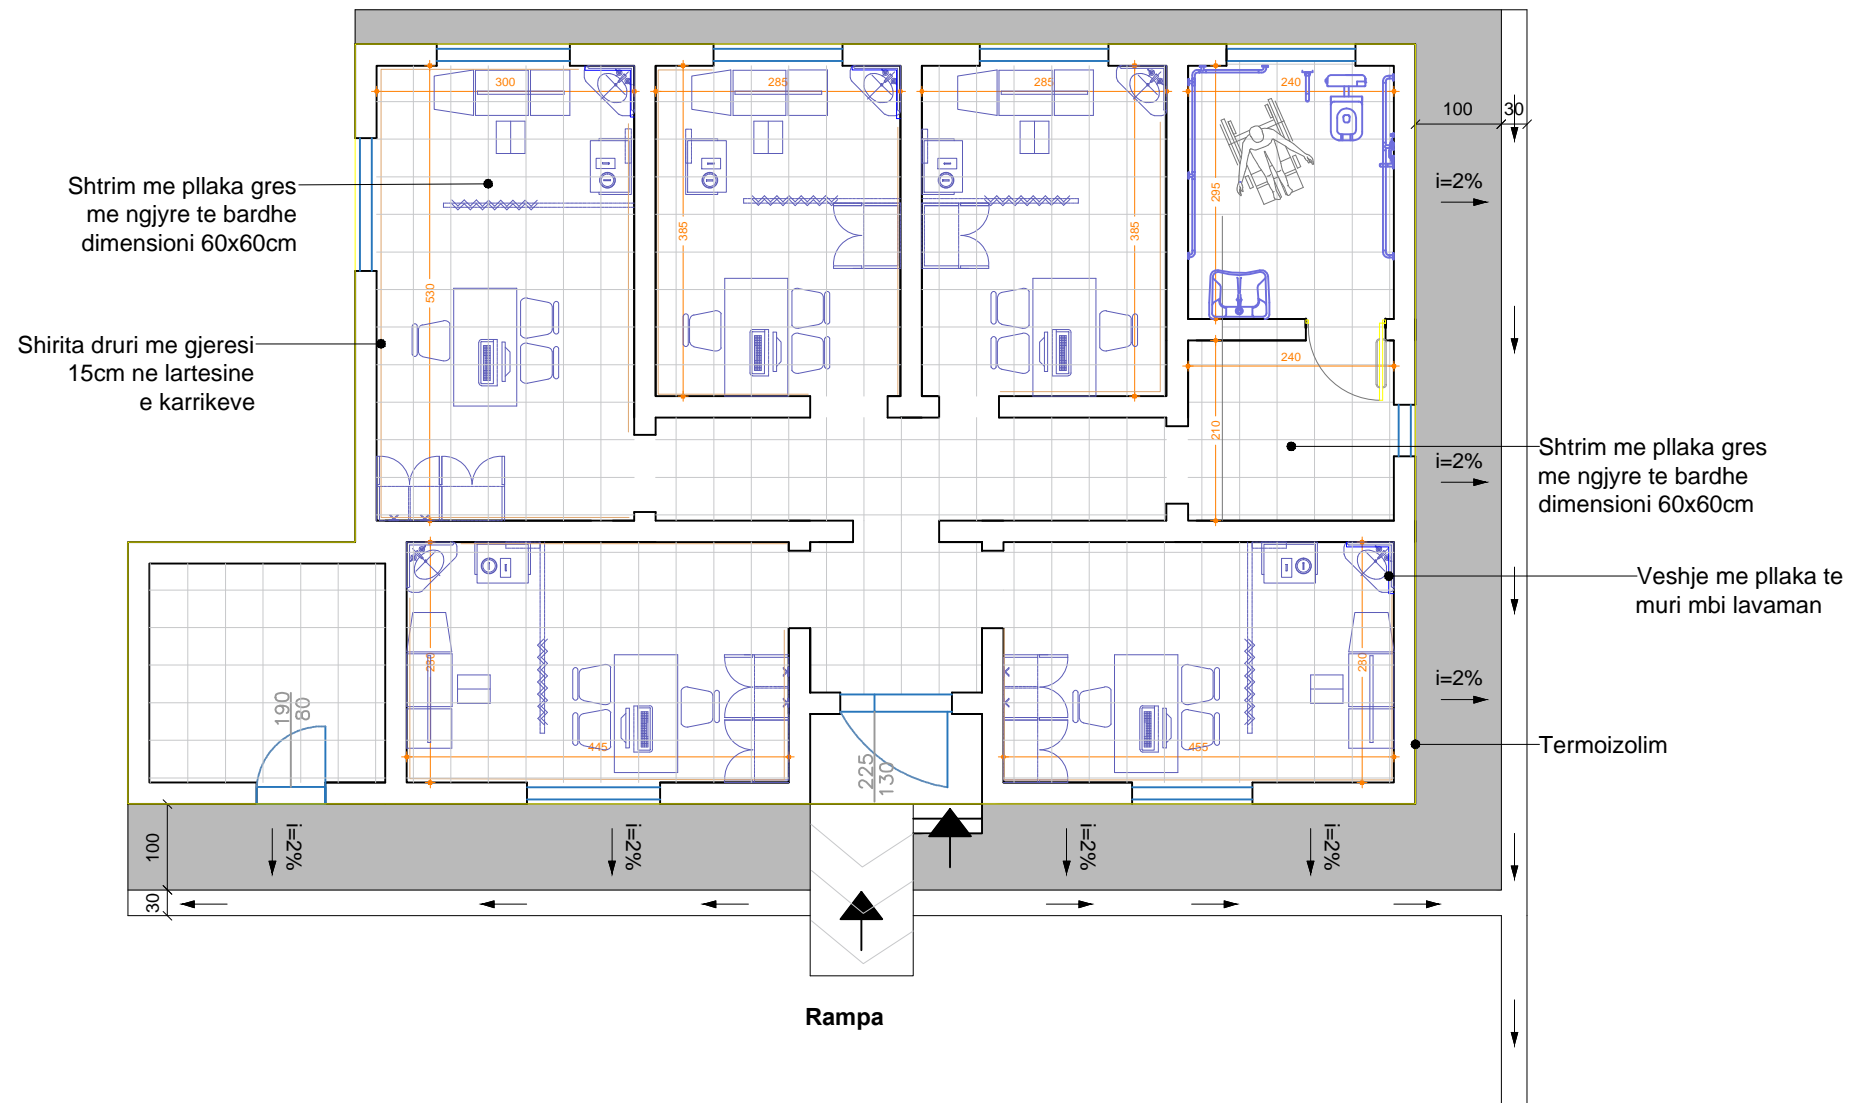 300
285
285
240
100
30
Shtrim me pllaka gres
me ngjyre te bardhe
dimensioni 60x60cm
i=2%
295
385
385
530
Shirita druri me gjeresi
15cm ne lartesine
e karrikeve
240
210
Shtrim me pllaka gres
me ngjyre te bardhe
dimensioni 60x60cm
i=2%
Veshje me pllaka te
muri mbi lavaman
280
i=2%
190
80
445
455
225
130
Termoizolim
100
30
i=2%
i=2%
i=2%
i=2%
Rampa